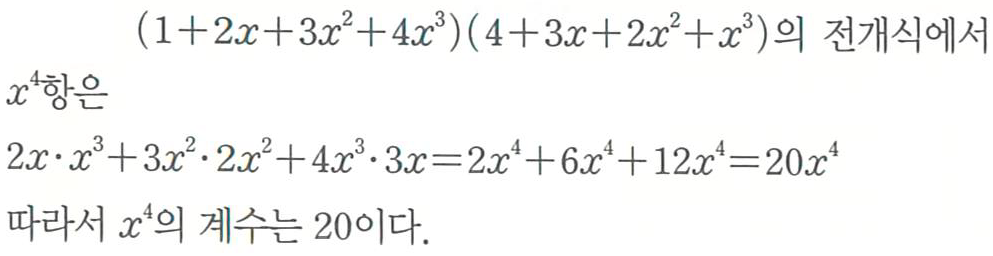 (1+2x+3x²+4x³)(4+3x+2x²+x³)의 전개식에서
x⁴항은
2x·x³+3x²·2x²+4x³·3x=2x⁴+6x⁴+12x⁴=20x⁴
따라서 x⁴의 계수는 20이다.